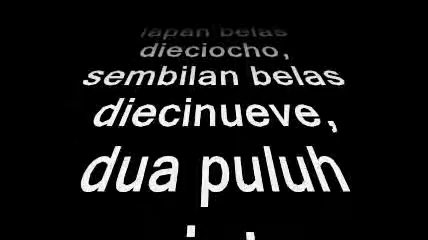 lapan belas
dieciocho,
sembilan belas
diecinueve,
dua puluh